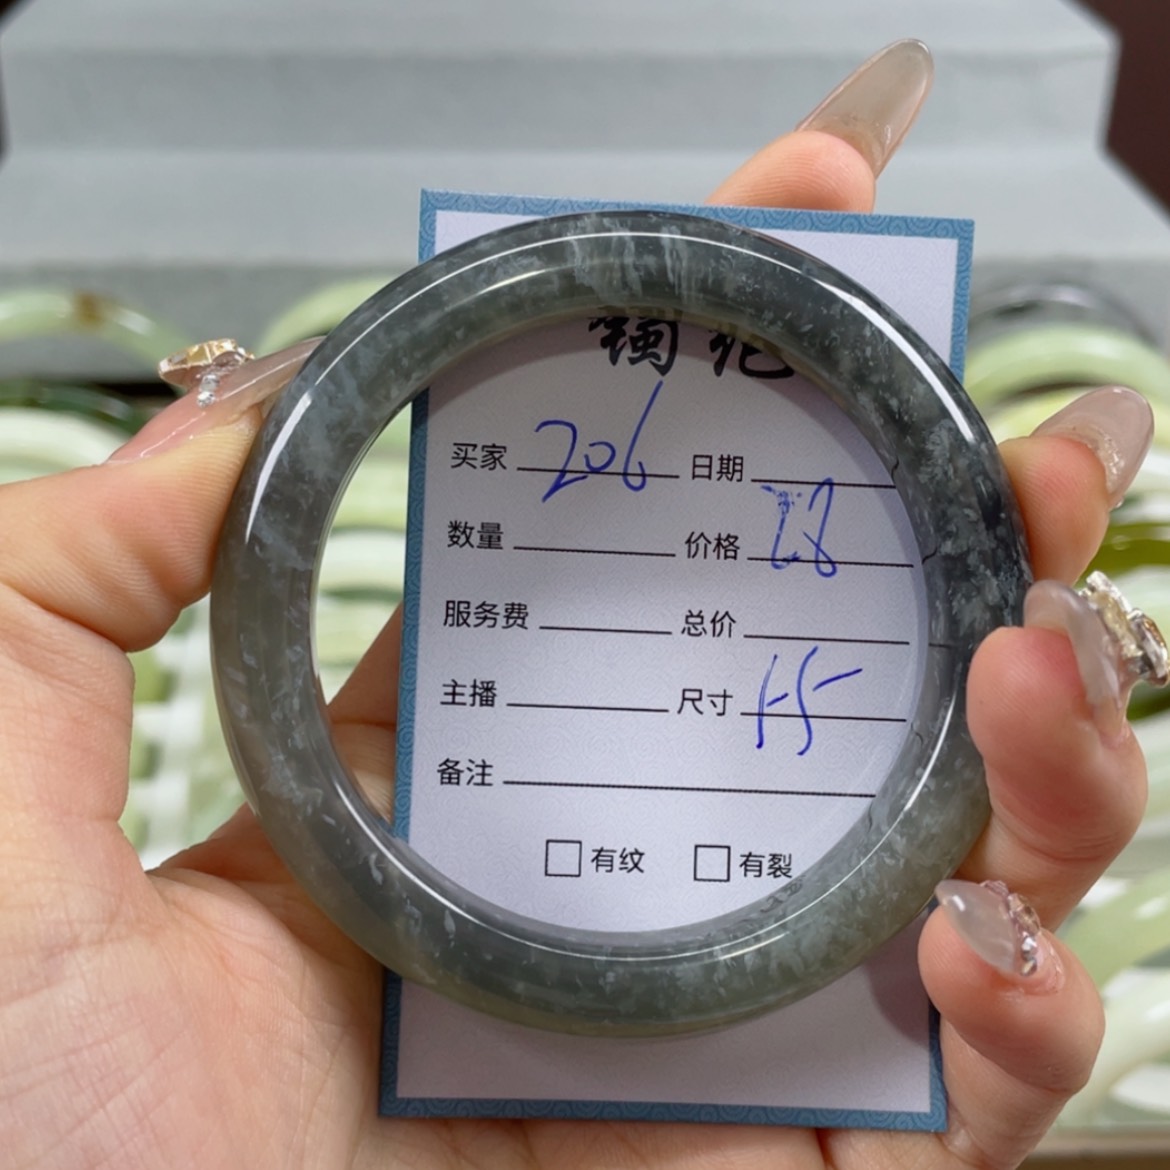 镯
买家 206 日期
数量 价格 28
服务费 总价
主播 尺寸
备注
□ 有纹 □ 有裂